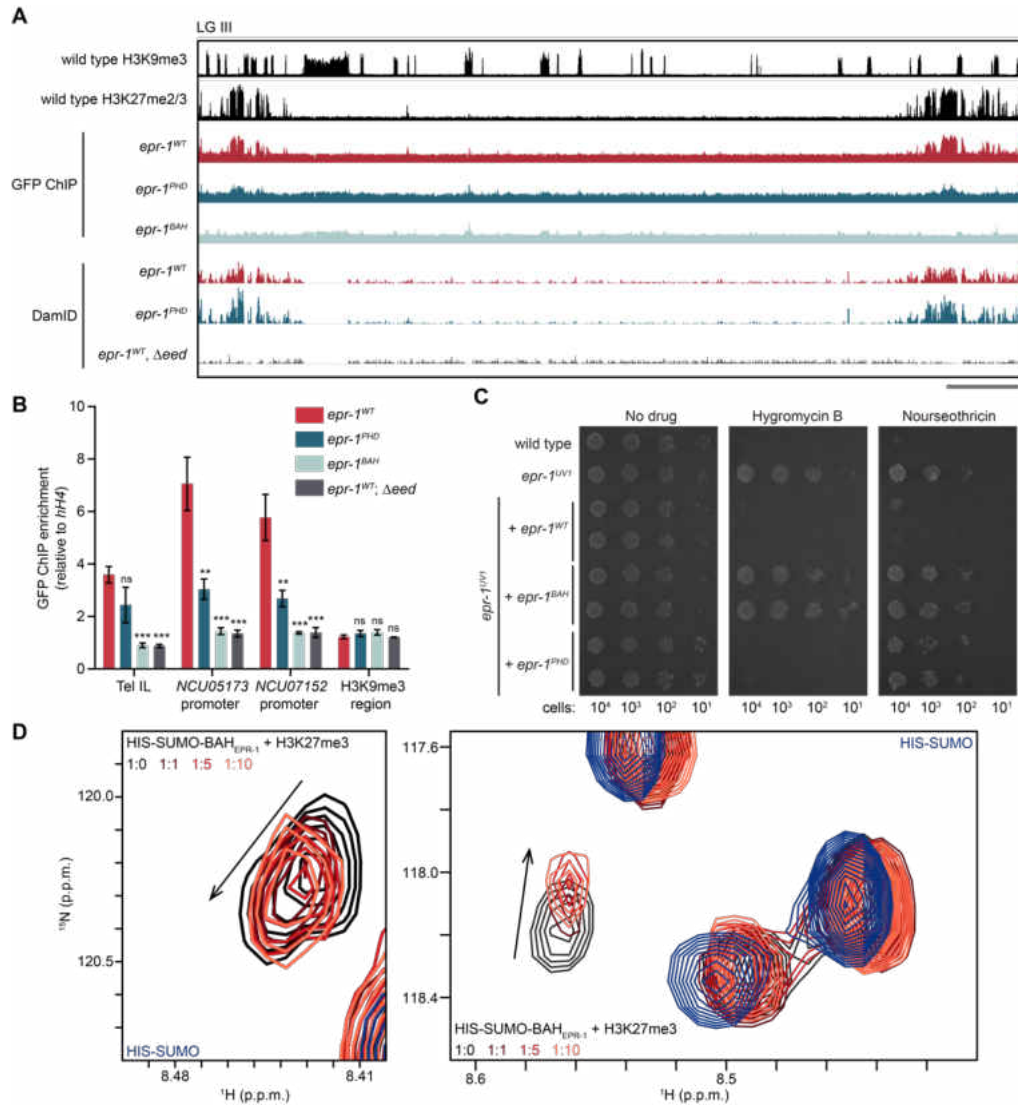 A
LG III
wild type H3K9me3
wild type H3K27me2/3
GFP ChIP
epr-1WT
epr-1PHD
epr-1BAH
DamID
epr-1WT
epr-1PHD
epr-1WT, Δeed
B
GFP ChIP enrichment
(relative to hH4)
10
8
6
4
2
0
epr-1WT
epr-1PHD
epr-1BAH
epr-1WT; Δeed
ns
*** ***
**
*** ***
**
*** ***
ns ns ns
Tel IL
NCU05173
promoter
NCU07152
promoter
H3K9me3
region
C
No drug
Hygromycin B
Nourseothricin
wild type
epr-1UV1
epr-1UV1
+ epr-1WT
+ epr-1BAH
+ epr-1PHD
cells:
10⁴ 10³ 10² 10¹
10⁴ 10³ 10² 10¹
10⁴ 10³ 10² 10¹
D
HIS-SUMO-BAHEPR-1 + H3K27me3
1:0 1:1 1:5 1:10
15N (p.p.m.)
120.0
120.5
HIS-SUMO
8.48
8.41
1H (p.p.m.)
HIS-SUMO
117.6
118.0
118.4
HIS-SUMO-BAHEPR-1 + H3K27me3
1:0 1:1 1:5 1:10
8.6
8.5
1H (p.p.m.)